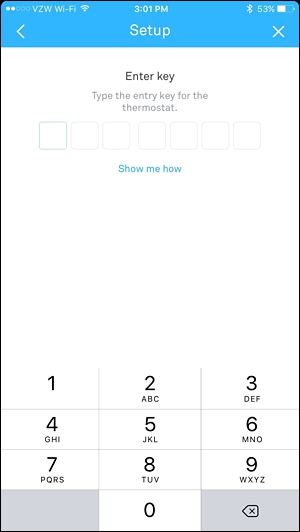 VZW Wi-Fi 3:01 PM 53%
Setup
Enter key
Type the entry key for the
thermostat.
Show me how
1 2 3
ABC DEF
4 5 6
GHI JKL MNO
7 8 9
PQRS TUV WXYZ
0